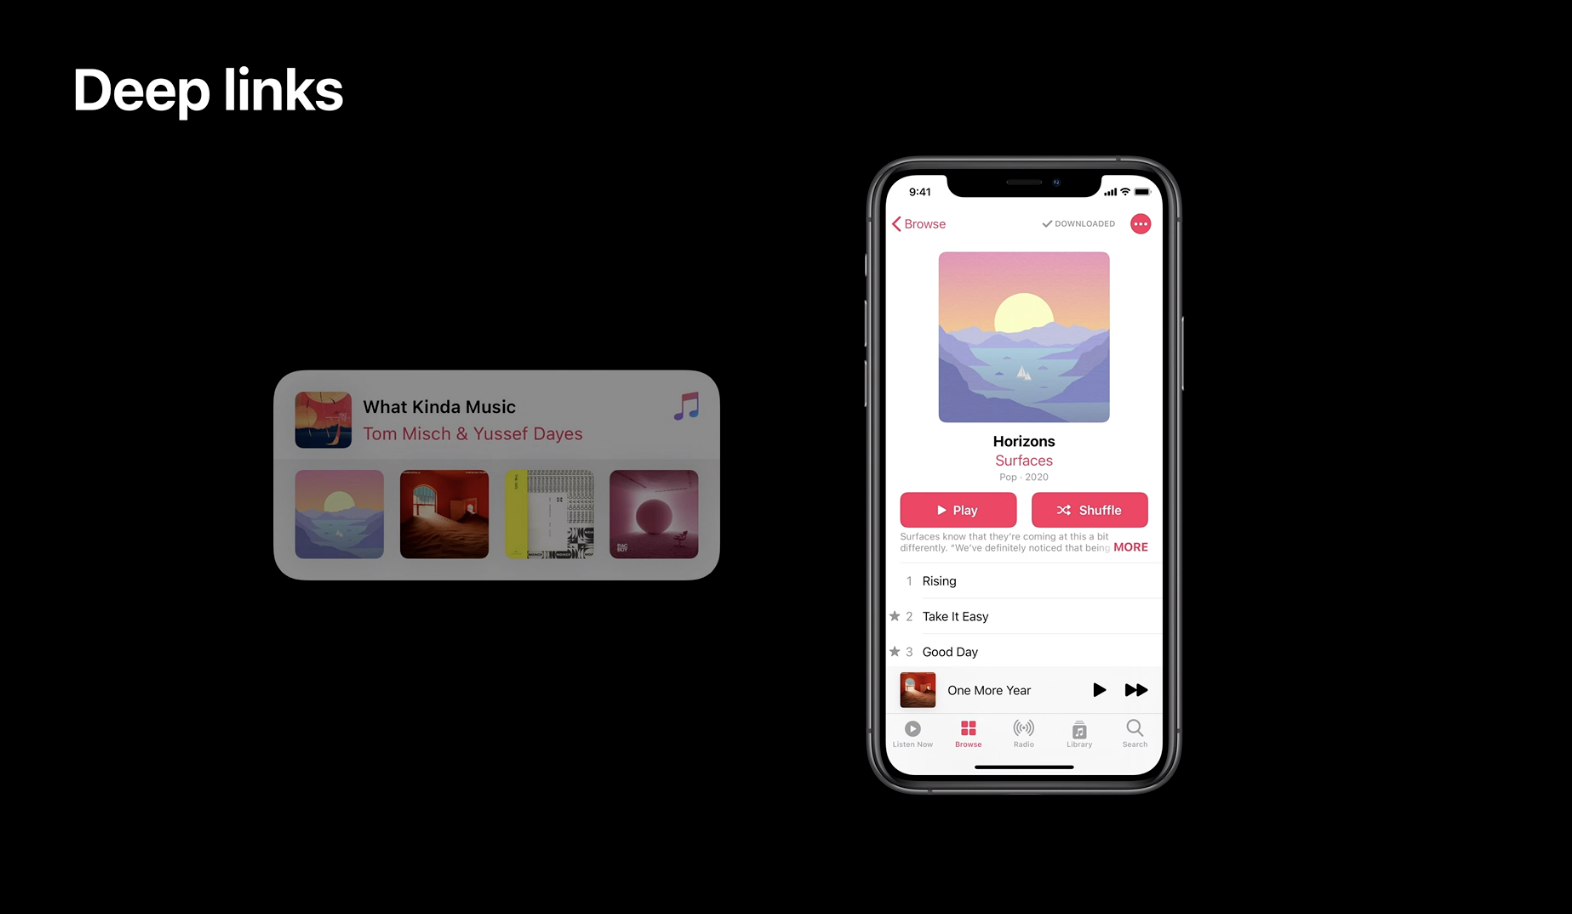 Deep links
What Kinda Music
Tom Misch & Yussef Dayes
9:41
Browse
DOWNLOADED
Horizons
Surfaces
Pop · 2020
Play
Shuffle
Surfaces know that they're coming at this a bit
differently. "We've definitely noticed that being MORE
1 Rising
★ 2 Take It Easy
★ 3 Good Day
One More Year
Listen Now
Browse
Radio
Library
Search